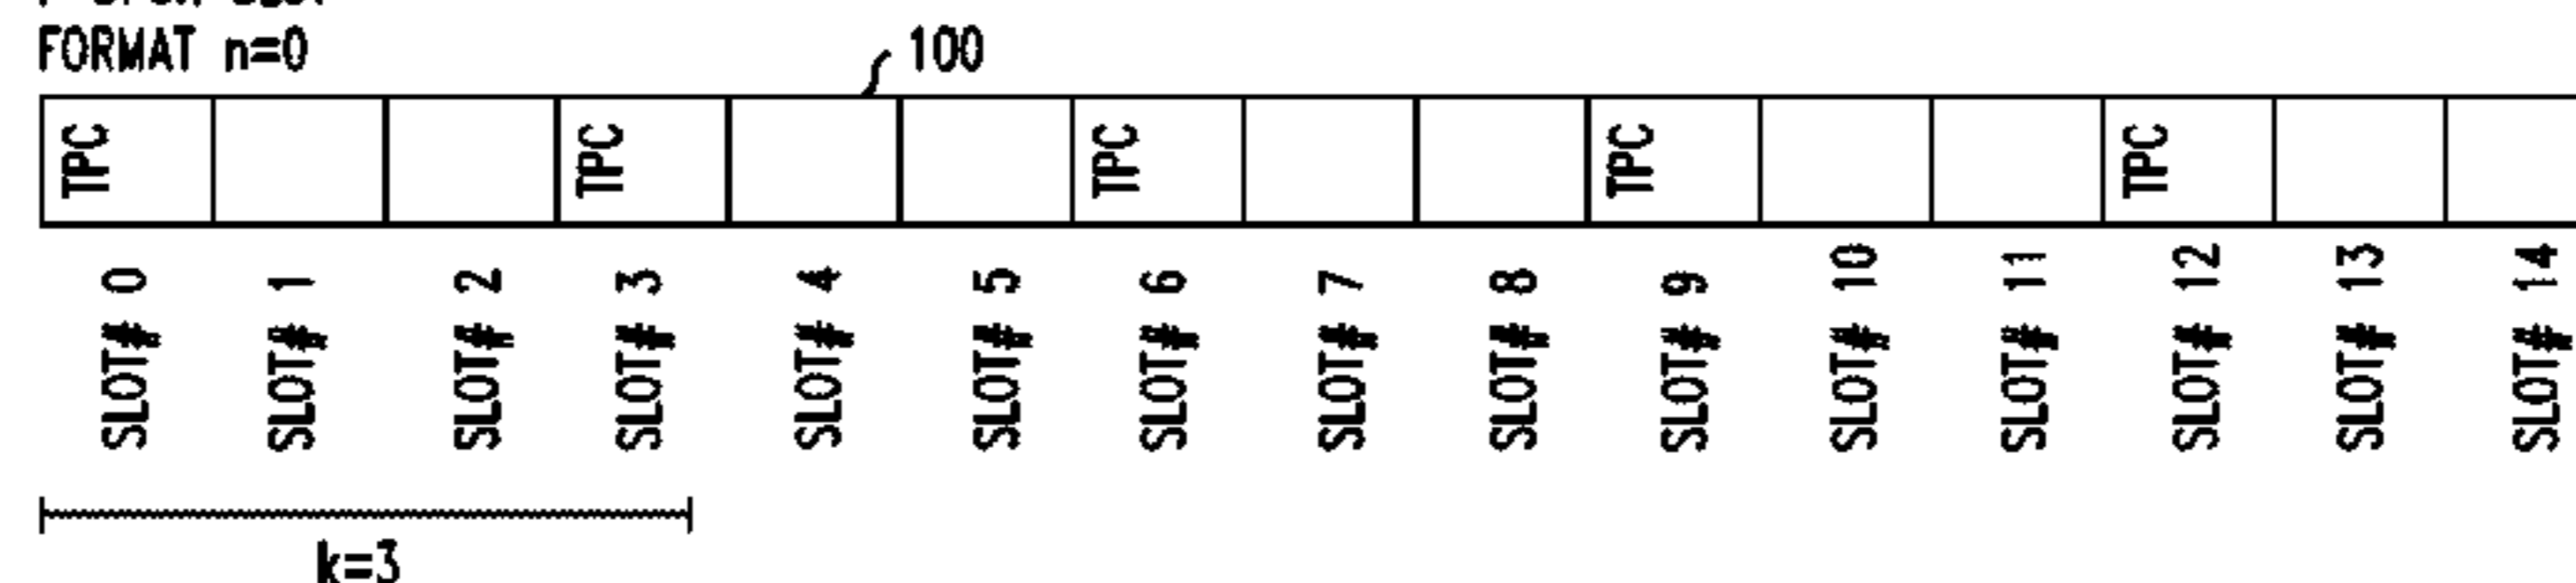 FORMAT n=0
100
TPC TPC TPC TPC TPC
SLOT# 0 SLOT# 1 SLOT# 2 SLOT# 3 SLOT# 4 SLOT# 5 SLOT# 6 SLOT# 7 SLOT# 8 SLOT# 9 SLOT# 10 SLOT# 11 SLOT# 12 SLOT# 13 SLOT# 14
k=3